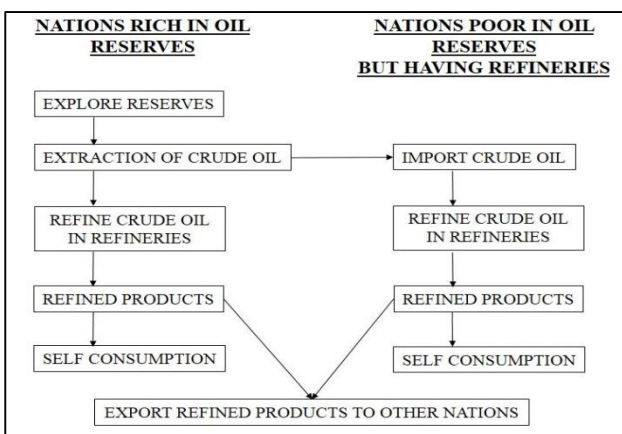 NATIONS RICH IN OIL
RESERVES
NATIONS POOR IN OIL
RESERVES
BUT HAVING REFINERIES
EXPLORE RESERVES
EXTRACTION OF CRUDE OIL
IMPORT CRUDE OIL
REFINE CRUDE OIL
IN REFINERIES
REFINE CRUDE OIL
IN REFINERIES
REFINED PRODUCTS
REFINED PRODUCTS
SELF CONSUMPTION
SELF CONSUMPTION
EXPORT REFINED PRODUCTS TO OTHER NATIONS